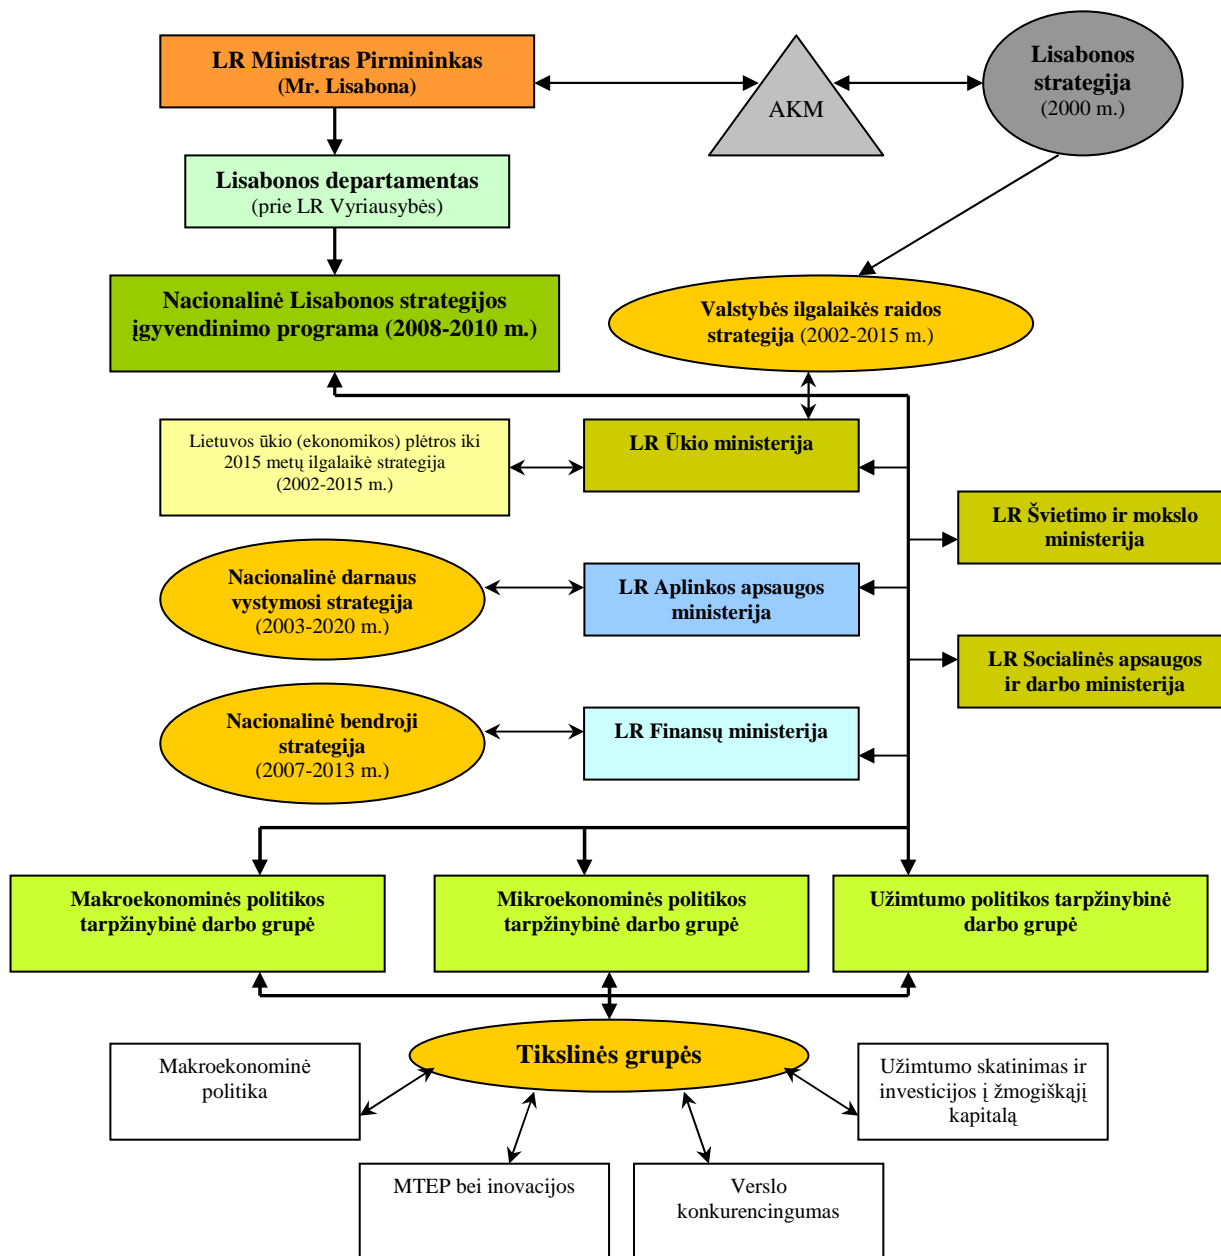 LR Ministras Pirmininkas
(Mr. Lisabona)
AKM
Lisabonos
strategija
(2000 m.)
Lisabonos departamentas
(prie LR Vyriausybės)
Nacionalinė Lisabonos strategijos
įgyvendinimo programa (2008-2010 m.)
Valstybės ilgalaikės raidos
strategija (2002-2015 m.)
Lietuvos ūkio (ekonomikos) plėtros iki
2015 metų ilgalaikė strategija
(2002-2015 m.)
LR Ūkio ministerija
LR Švietimo ir mokslo
ministerija
Nacionalinė darnaus
vystymosi strategija
(2003-2020 m.)
LR Aplinkos apsaugos
ministerija
LR Socialinės apsaugos
ir darbo ministerija
Nacionalinė bendroji
strategija
(2007-2013 m.)
LR Finansų ministerija
Makroekonominės politikos
tarpžinybinė darbo grupė
Mikroekonominės politikos
tarpžinybinė darbo grupė
Užimtumo politikos tarpžinybinė
darbo grupė
Tikslinės grupės
Makroekonominė
politika
Užimtumo skatinimas ir
investicijos į žmogiškąjį
kapitalą
MTEP bei inovacijos
Verslo
konkurencingumas